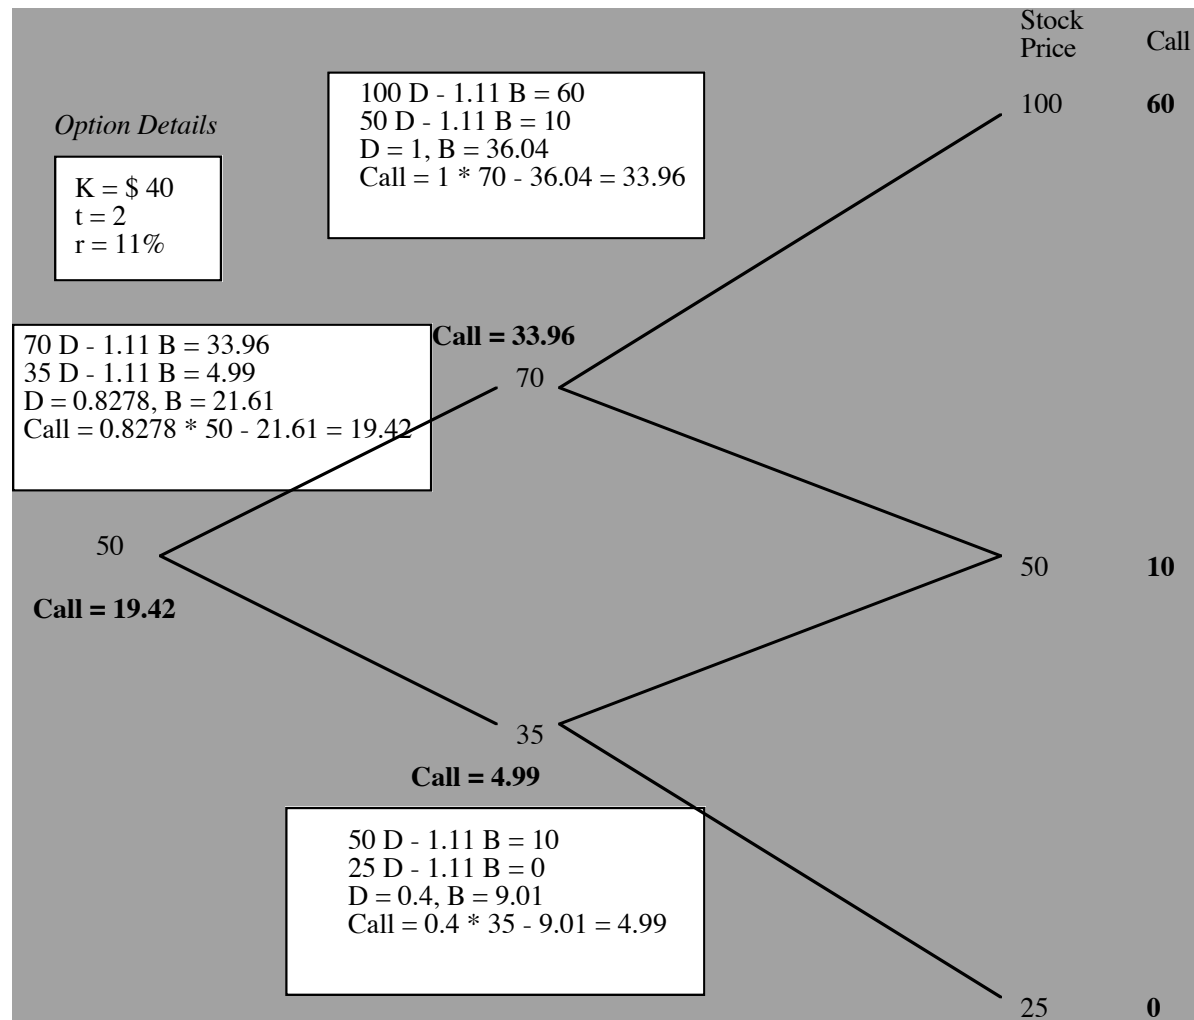 Stock
Price Call
100 60
Option Details
K = $ 40
t = 2
r = 11%
100 D - 1.11 B = 60
50 D - 1.11 B = 10
D = 1, B = 36.04
Call = 1 * 70 - 36.04 = 33.96
70 D - 1.11 B = 33.96
35 D - 1.11 B = 4.99
D = 0.8278, B = 21.61
Call = 0.8278 * 50 - 21.61 = 19.42
Call = 33.96
70
50
Call = 19.42
50 10
35
Call = 4.99
50 D - 1.11 B = 10
25 D - 1.11 B = 0
D = 0.4, B = 9.01
Call = 0.4 * 35 - 9.01 = 4.99
25 0